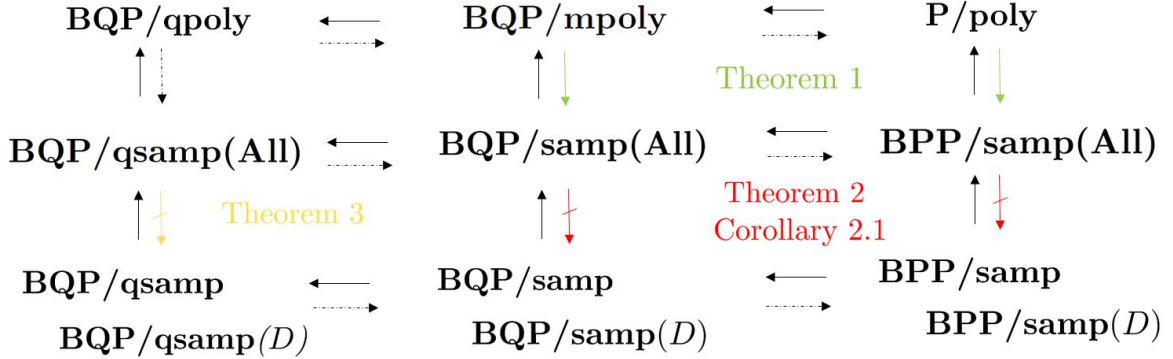 BQP/qpoly BQP/mpoly P/poly
Theorem 1
BQP/qsamp(All) BQP/samp(All) BPP/samp(All)
Theorem 3 Theorem 2
Corollary 2.1
BQP/qsamp BQP/samp BPP/samp
BQP/qsamp(D) BQP/samp(D) BPP/samp(D)